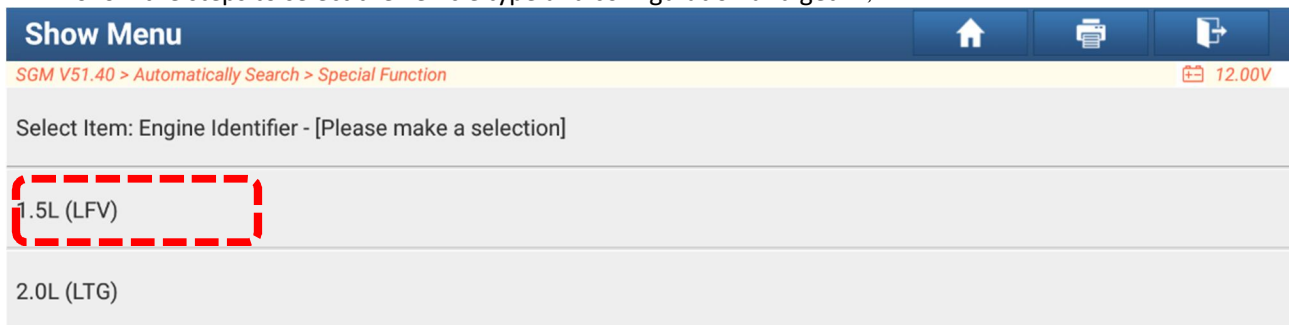 Show Menu
SGM V51.40 > Automatically Search > Special Function
12.00V
Select Item: Engine Identifier - [Please make a selection]
1.5L (LFV)
2.0L (LTG)